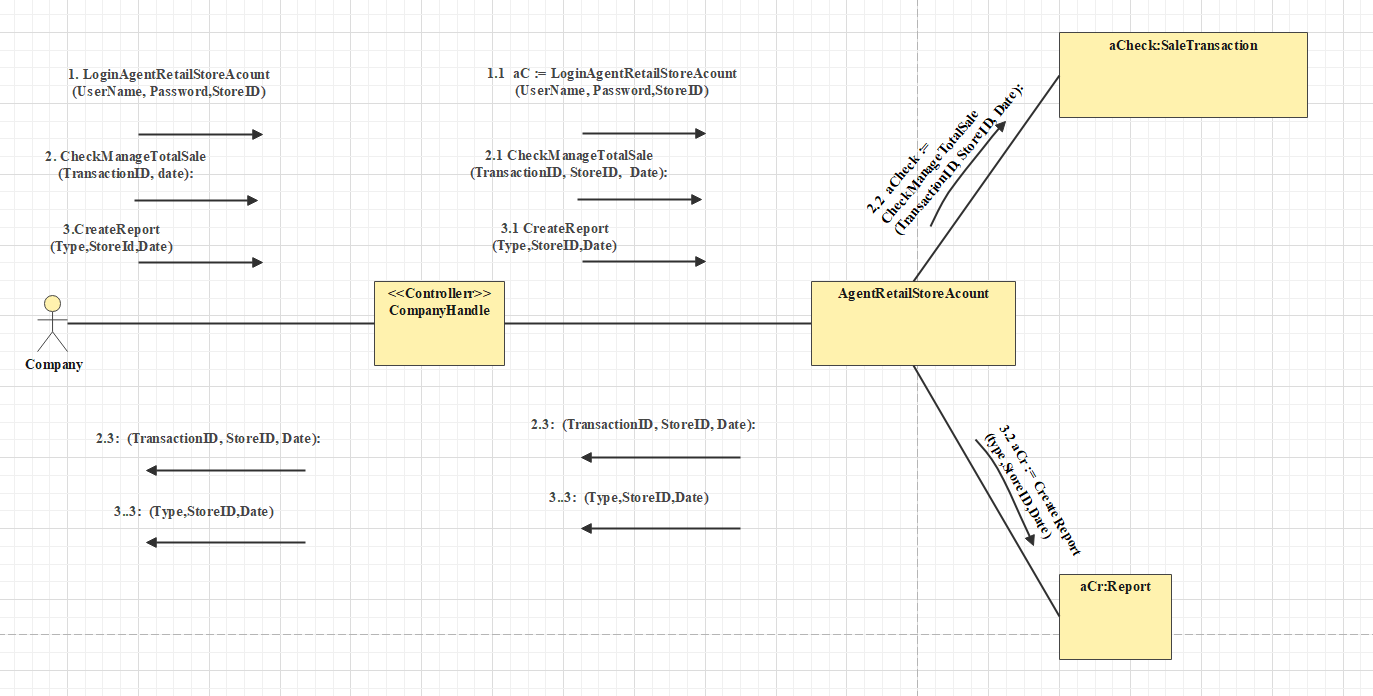 1. LoginAgentRetailStoreAcount
(UserName, Password,StoreID)
2. CheckManageTotalSale
(TransactionID, date):
3.CreateReport
(Type,StoreId,Date)
1.1  aC := LoginAgentRetailStoreAcount
(UserName, Password,StoreID)
2.1 CheckManageTotalSale
(TransactionID, StoreID,  Date):
3.1 CreateReport
(Type,StoreID,Date)
2.2  aCheck :=
CheckManageTotalSale
(TransactionID, StoreID, Date):
aCheck:SaleTransaction
Company
<<Controllerr>>
CompanyHandle
AgentRetailStoreAcount
2.3:  (TransactionID, StoreID, Date):
3..3:  (Type,StoreID,Date)
2.3:  (TransactionID, StoreID, Date):
3..3:  (Type,StoreID,Date)
3.2 aCr := Create Report
(type,StoreID,Date)
aCr:Report